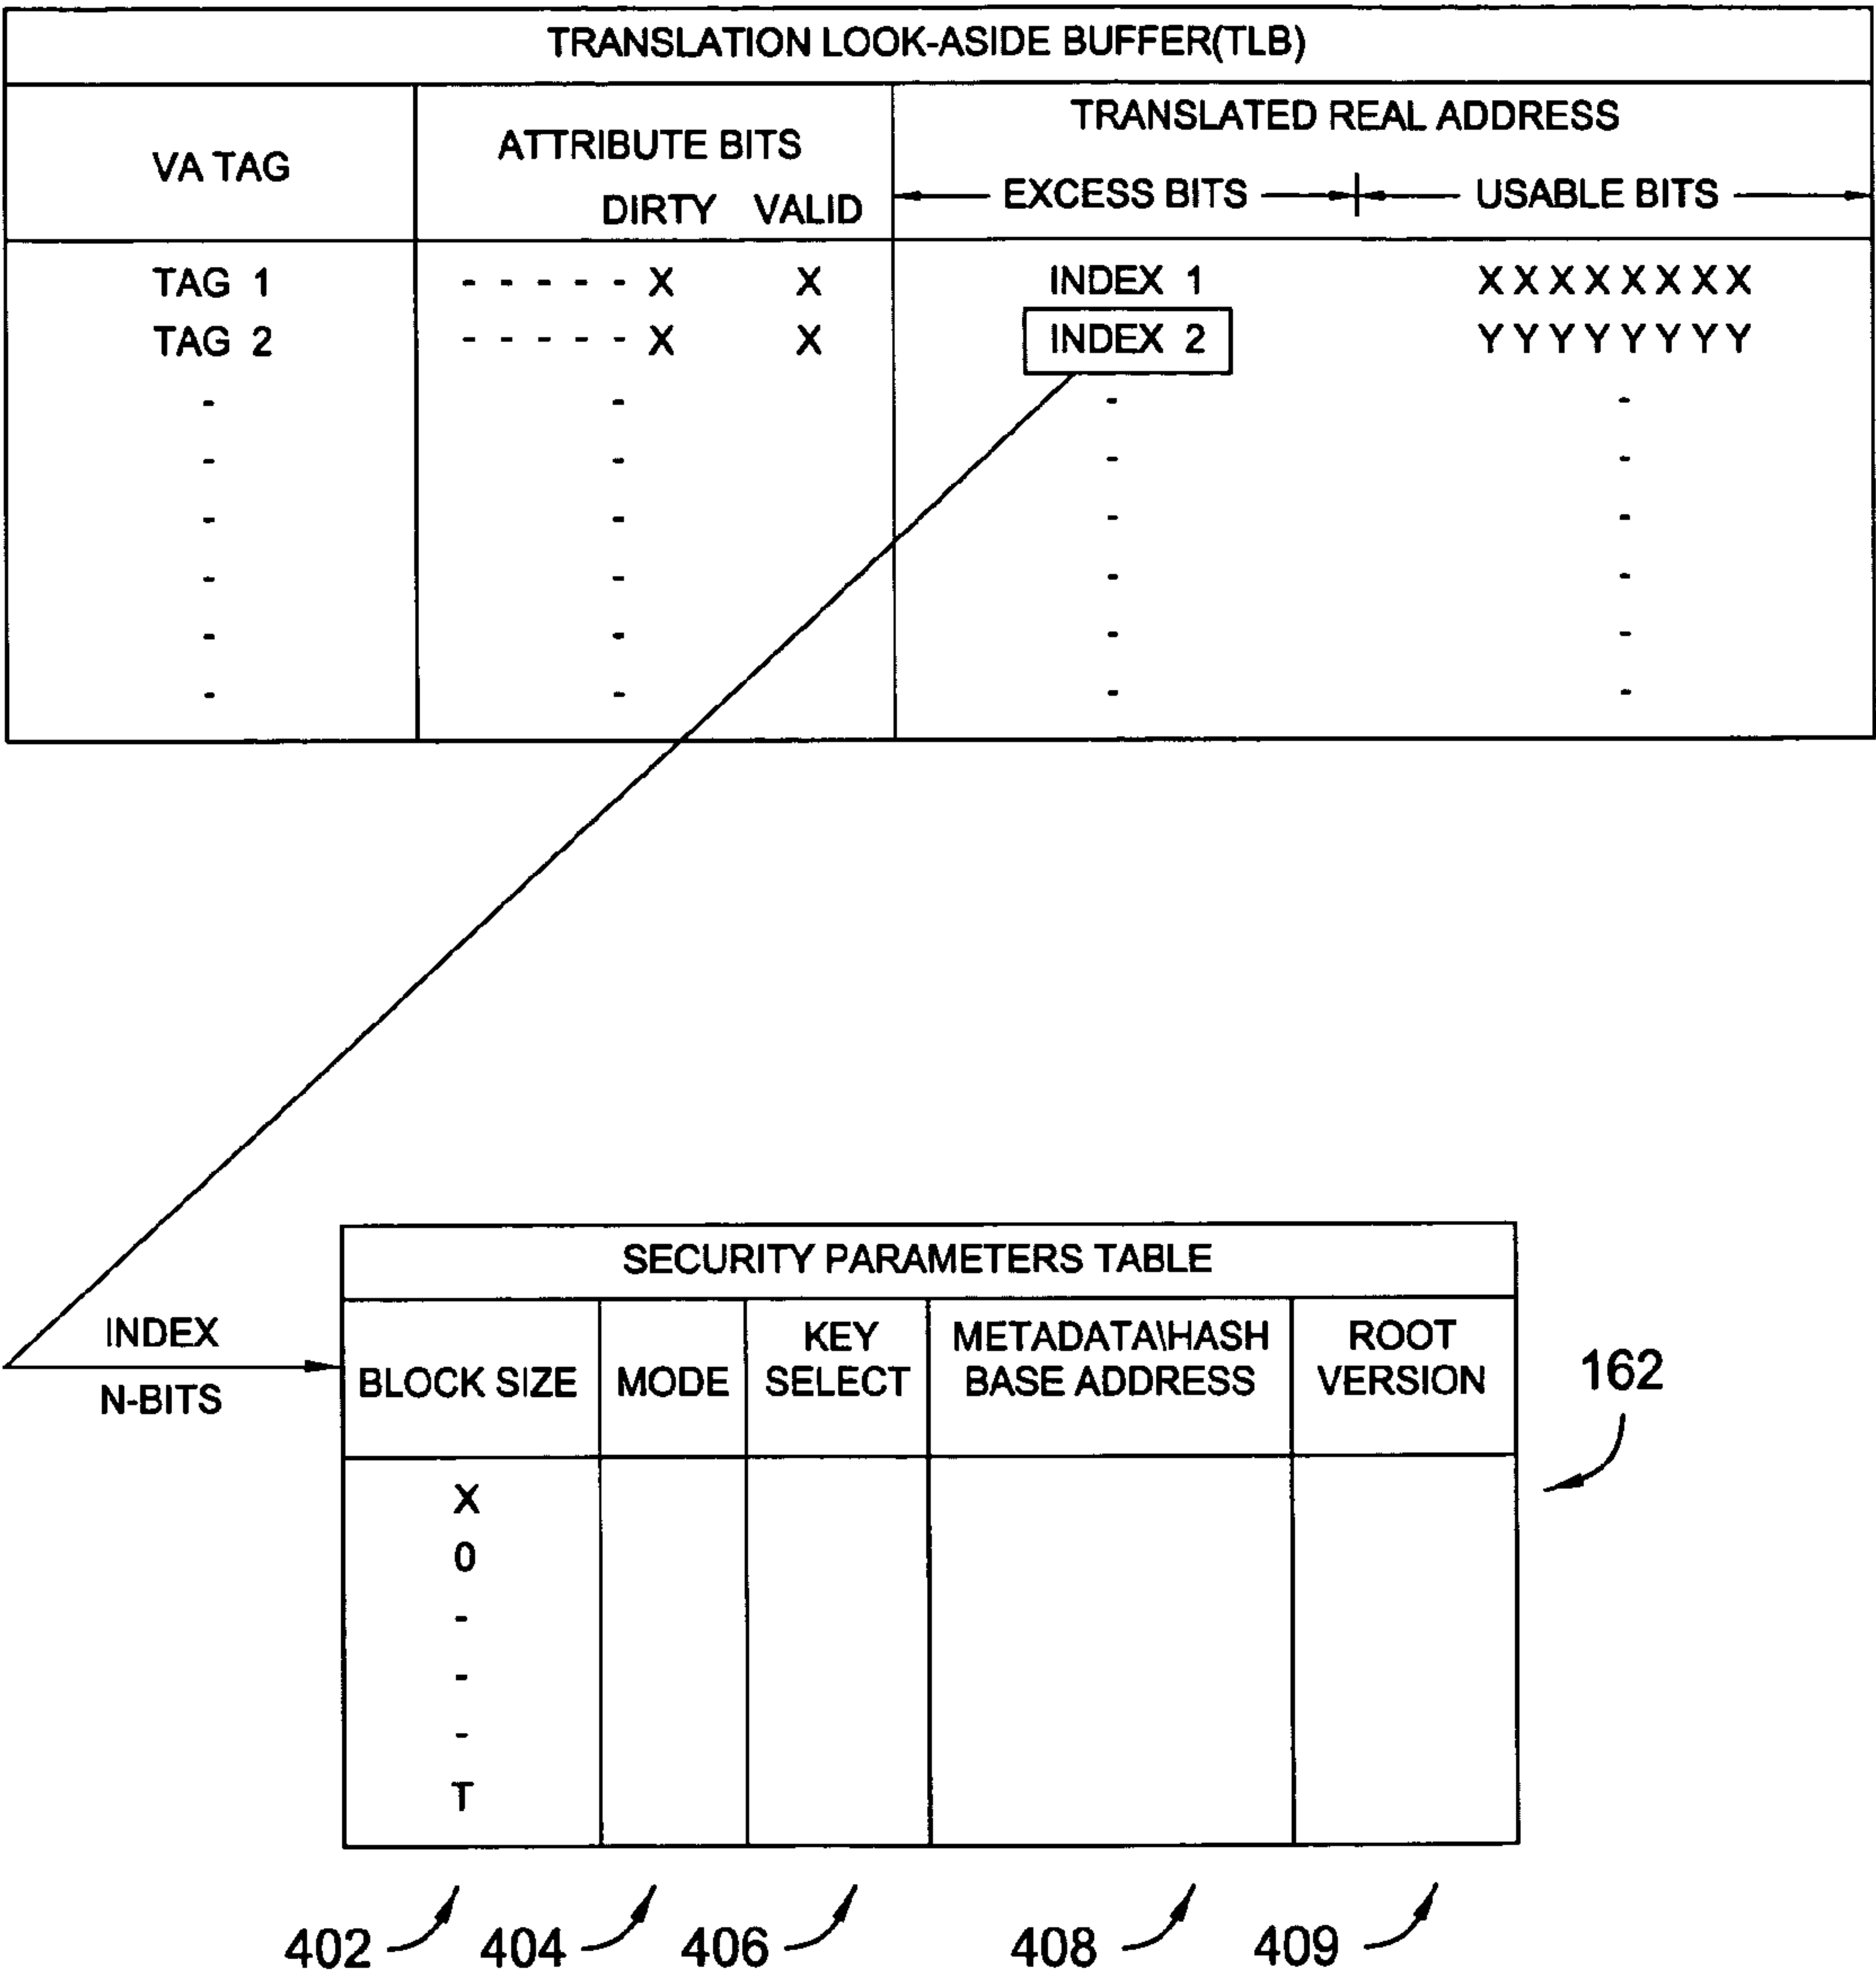 TRANSLATION LOOK-ASIDE BUFFER(TLB)
VA TAG
ATTRIBUTE BITS
DIRTY VALID
TRANSLATED REAL ADDRESS
EXCESS BITS USABLE BITS
TAG 1 - - - - - X X INDEX 1 X X X X X X X X
TAG 2 - - - - - X X INDEX 2 Y Y Y Y Y Y Y Y
- - - -
- - - -
- - - -
- - - -
- - - -
- - - -
INDEX
N-BITS
SECURITY PARAMETERS TABLE
BLOCK SIZE
MODE
KEY
SELECT
METADATA\HASH
BASE ADDRESS
ROOT
VERSION
162
X
0
-
-
-
T
402 404 406 408 409